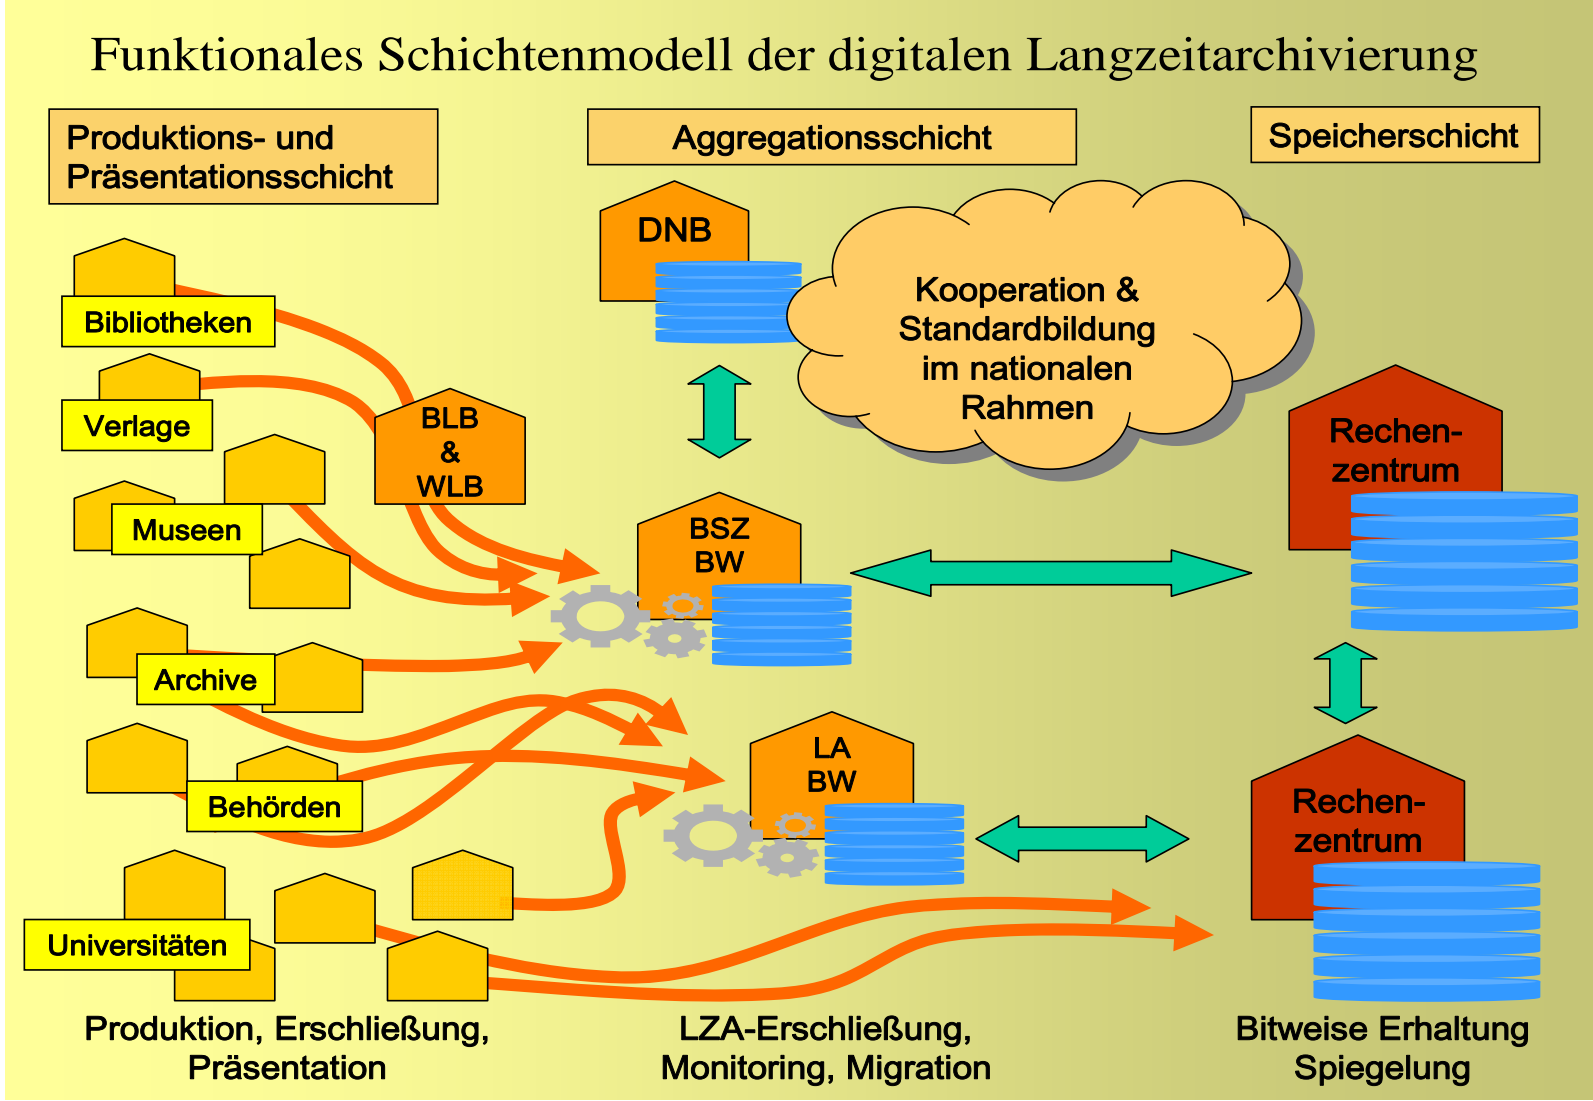 Funktionales Schichtenmodell der digitalen Langzeitarchivierung
Produktions- und
Präsentationsschicht
Aggregationsschicht
Speicherschicht
DNB
Kooperation &
Standardbildung
im nationalen
Rahmen
Bibliotheken
Verlage
BLB
&
WLB
Museen
BSZ
BW
Rechen-
zentrum
Archive
Behörden
LA
BW
Rechen-
zentrum
Universitäten
Produktion, Erschließung,
Präsentation
LZA-Erschließung,
Monitoring, Migration
Bitweise Erhaltung
Spiegelung